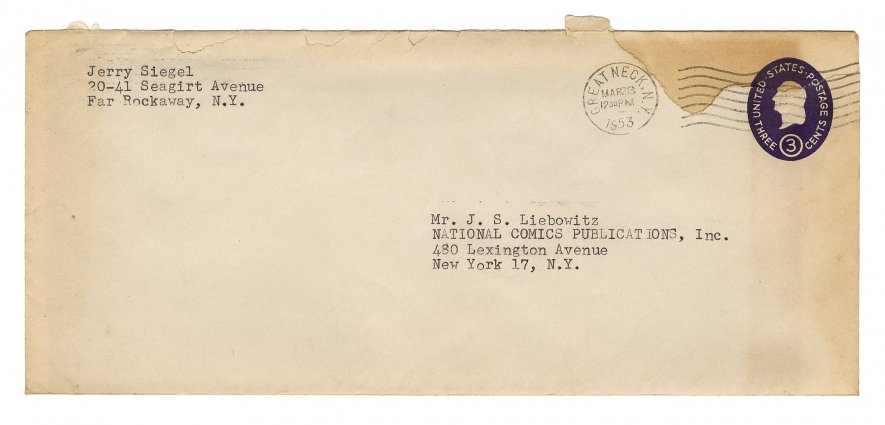 Jerry Siegel
20-41 Seagirt Avenue
Far Rockaway, N.Y.
GREAT NECK, N.Y.
MAR 28
12 30 PM
1953
UNITED STATES POSTAGE
THREE 3 CENTS
Mr. J. S. Liebowitz
NATIONAL COMICS PUBLICATIONS, Inc.
480 Lexington Avenue
New York 17, N.Y.